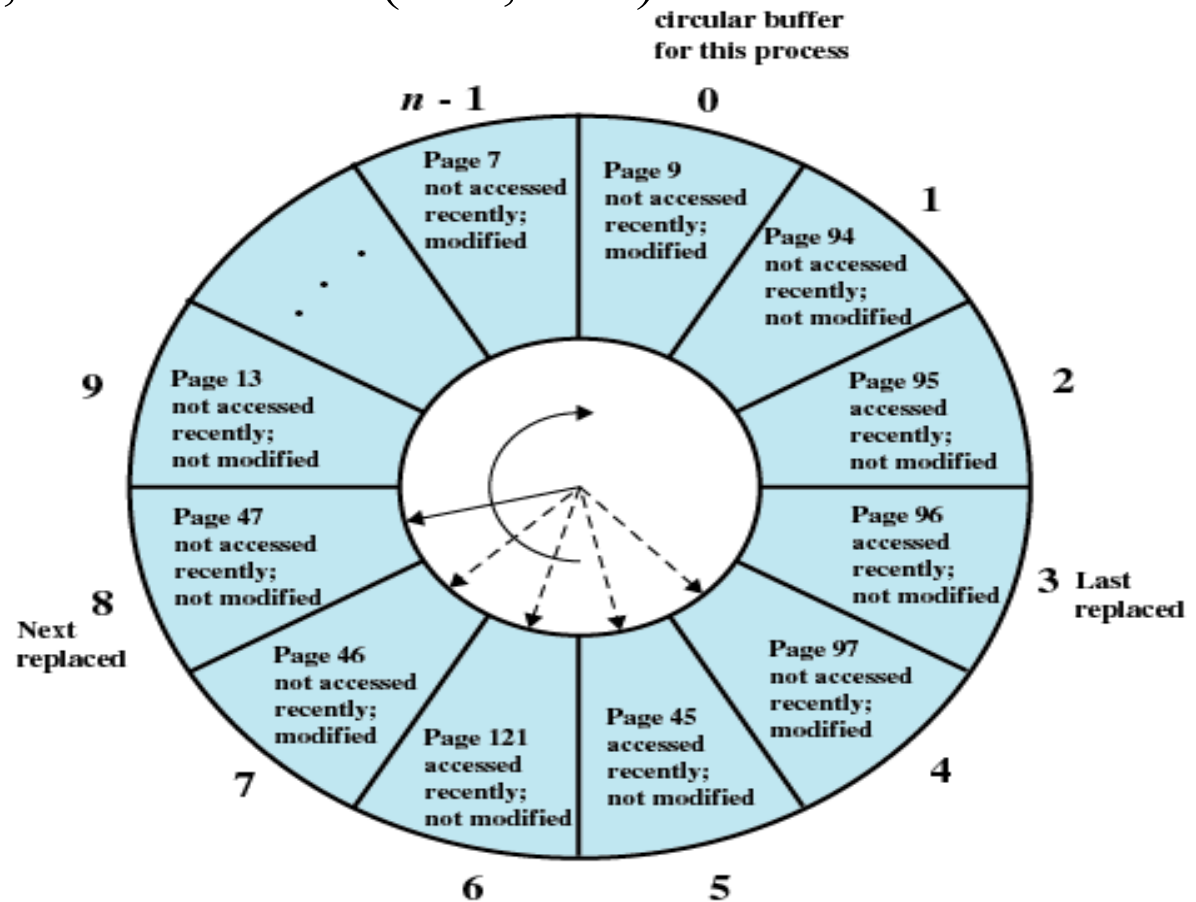 circular buffer
for this process
n - 1
0
Page 7
not accessed
recently;
modified
Page 9
not accessed
recently;
modified
1
Page 94
not accessed
recently;
not modified
2
Page 95
accessed
recently;
not modified
3
Last
replaced
Page 96
accessed
recently;
not modified
4
Page 97
not accessed
recently;
modified
5
Page 45
accessed
recently;
not modified
6
Page 121
accessed
recently;
not modified
7
Page 46
not accessed
recently;
modified
8
Next
replaced
Page 47
not accessed
recently;
not modified
9
Page 13
not accessed
recently;
not modified